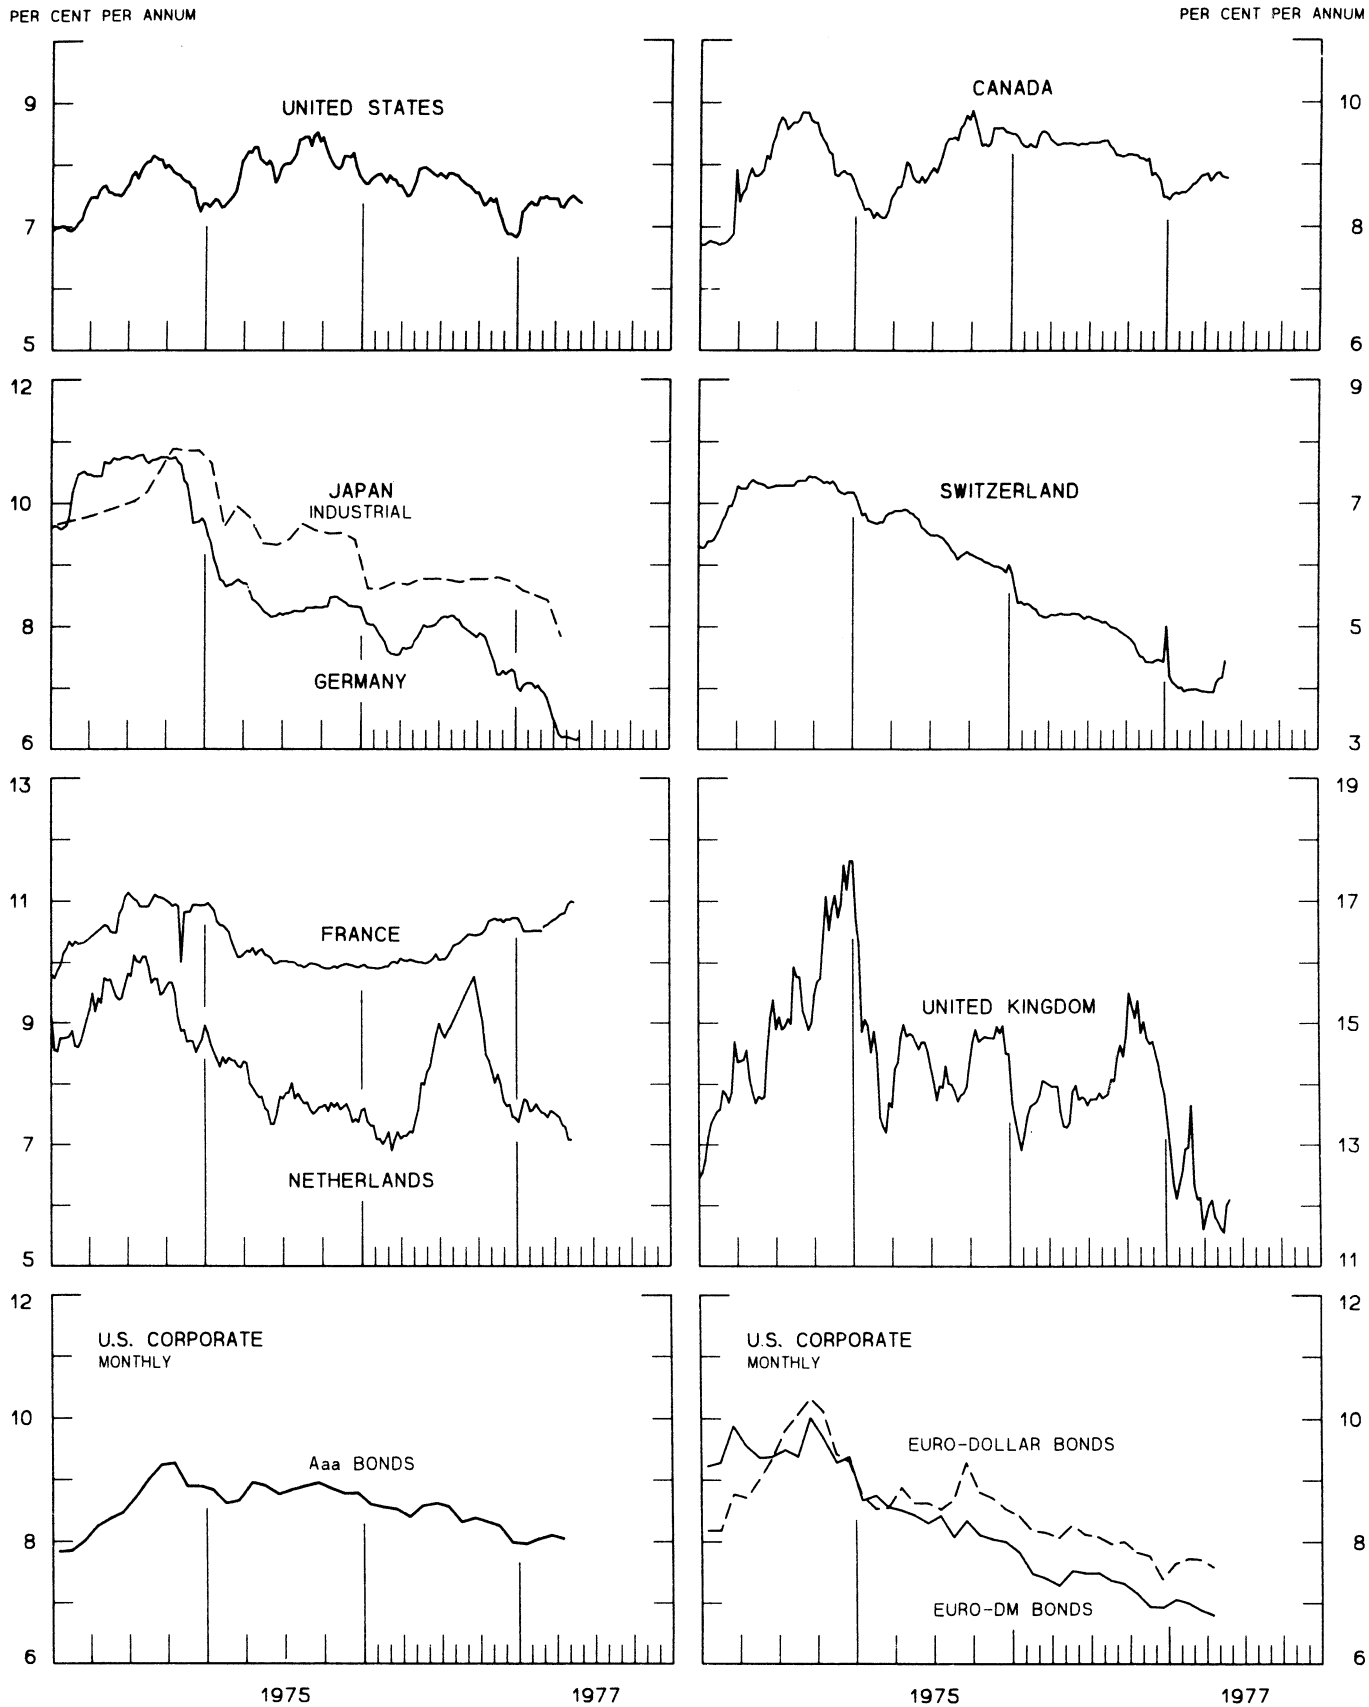 PER CENT PER ANNUM
PER CENT PER ANNUM
UNITED STATES
9
7
5
CANADA
10
8
6
12
10
8
6
JAPAN
INDUSTRIAL
GERMANY
SWITZERLAND
9
7
5
3
13
11
9
7
5
FRANCE
NETHERLANDS
UNITED KINGDOM
19
17
15
13
11
12
10
8
6
U.S. CORPORATE
MONTHLY
Aaa BONDS
U.S. CORPORATE
MONTHLY
EURO-DOLLAR BONDS
EURO-DM BONDS
12
10
8
6
1975
1977
1975
1977